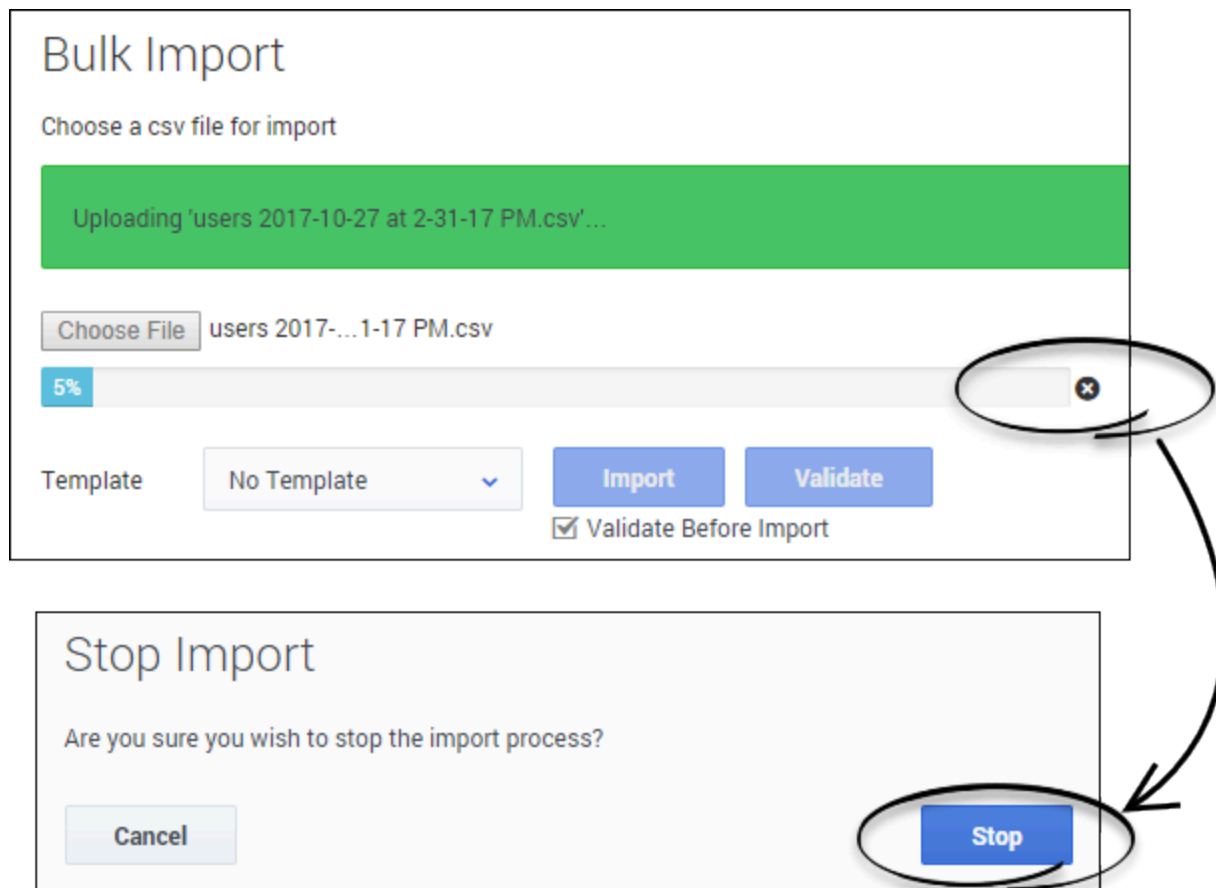 Bulk Import
Choose a csv file for import
Uploading 'users 2017-10-27 at 2-31-17 PM.csv'...
Choose File users 2017-...1-17 PM.csv
5%
Template No Template Import Validate
Validate Before Import
Stop Import
Are you sure you wish to stop the import process?
Cancel Stop